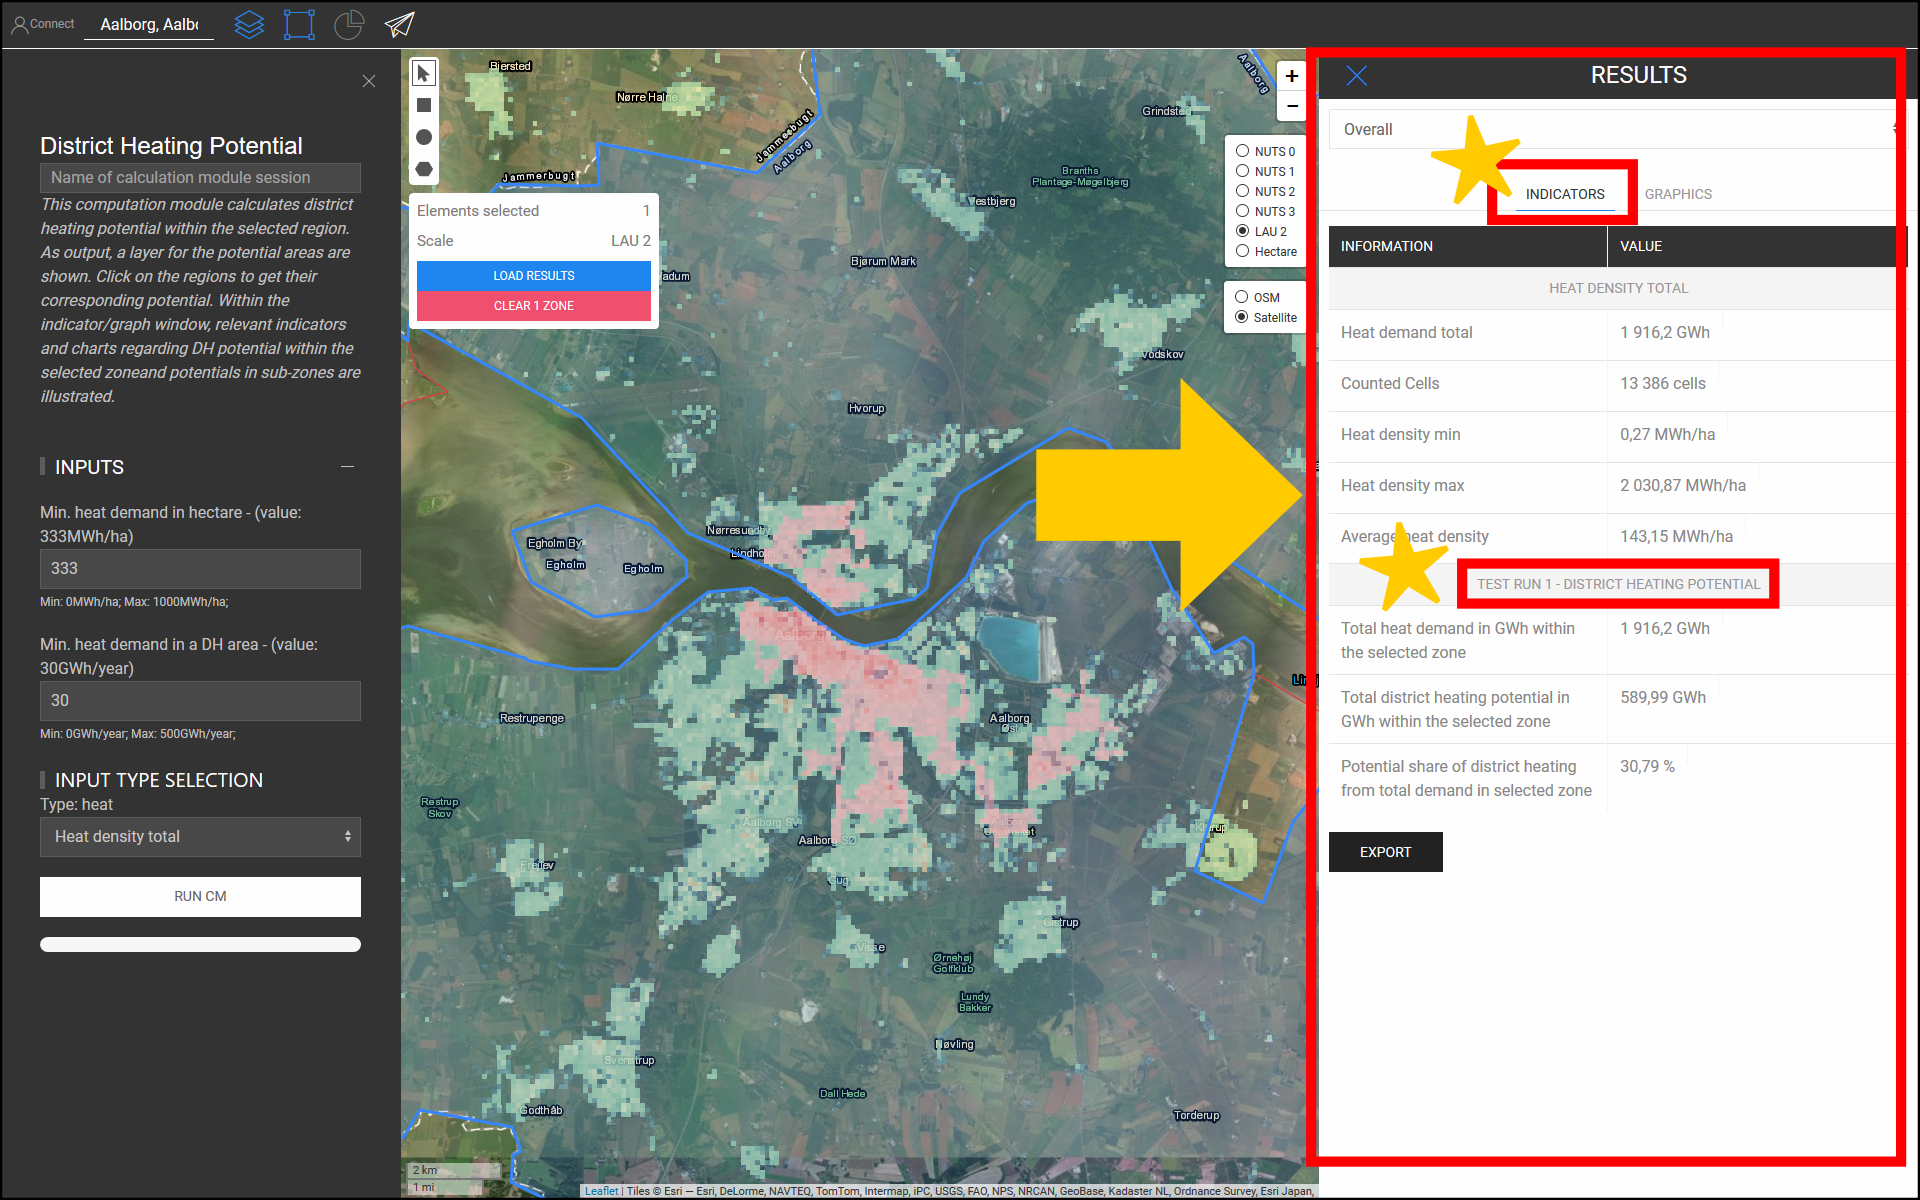 Connect
Aalborg, Aalb
District Heating Potential
Name of calculation module session
This computation module calculates district
heating potential within the selected region.
As output, a layer for the potential areas are
shown. Click on the regions to get their
corresponding potential. Within the
indicator/graph window, relevant indicators
and charts regarding DH potential within the
selected zoneand potentials in sub-zones are
illustrated.
INPUTS
Min. heat demand in hectare - (value:
333MWh/ha)
333
Min: 0MWh/ha; Max: 1000MWh/ha;
Min. heat demand in a DH area - (value:
30GWh/year)
30
Min: 0GWh/year; Max: 500GWh/year;
INPUT TYPE SELECTION
Type: heat
Heat density total
RUN CM
Elements selected 1
Scale LAU 2
LOAD RESULTS
CLEAR 1 ZONE
Bjersted
Nørre Halne
Jammerbugt
Jammerbugt
Aalborg
Aalborg
Grindsted
Branths
Plantage-Møgelbjerg
Vestbjerg
Bjørum Mark
adum
Vodskov
Hvorup
Nørresundby
Lindholm
Egholm By
Egholm
Egholm
Aalborg
Restrupenge
Aalborg
Øst
Restrup
Skov
Aalborg SV
Aalborg SØ
Aalborg
Universitet
Klarup
Frejlev
Gug
Visse
Gistrup
Ørnehøj
Golfklub
Lundy
Bakker
Nøvling
Svenstrup
Dall Hede
Godthåb
Torderup
+
−
NUTS 0
NUTS 1
NUTS 2
NUTS 3
LAU 2
Hectare
OSM
Satellite
2 km
1 mi
Leaflet | Tiles © Esri — Esri, DeLorme, NAVTEQ, TomTom, Intermap, iPC, USGS, FAO, NPS, NRCAN, GeoBase, Kadaster NL, Ordnance Survey, Esri Japan,
RESULTS
Overall
INDICATORS GRAPHICS
INFORMATION VALUE
HEAT DENSITY TOTAL
Heat demand total 1 916,2 GWh
Counted Cells 13 386 cells
Heat density min 0,27 MWh/ha
Heat density max 2 030,87 MWh/ha
Average heat density 143,15 MWh/ha
TEST RUN 1 - DISTRICT HEATING POTENTIAL
Total heat demand in GWh within 1 916,2 GWh
the selected zone
Total district heating potential in 589,99 GWh
GWh within the selected zone
Potential share of district heating 30,79 %
from total demand in selected zone
EXPORT